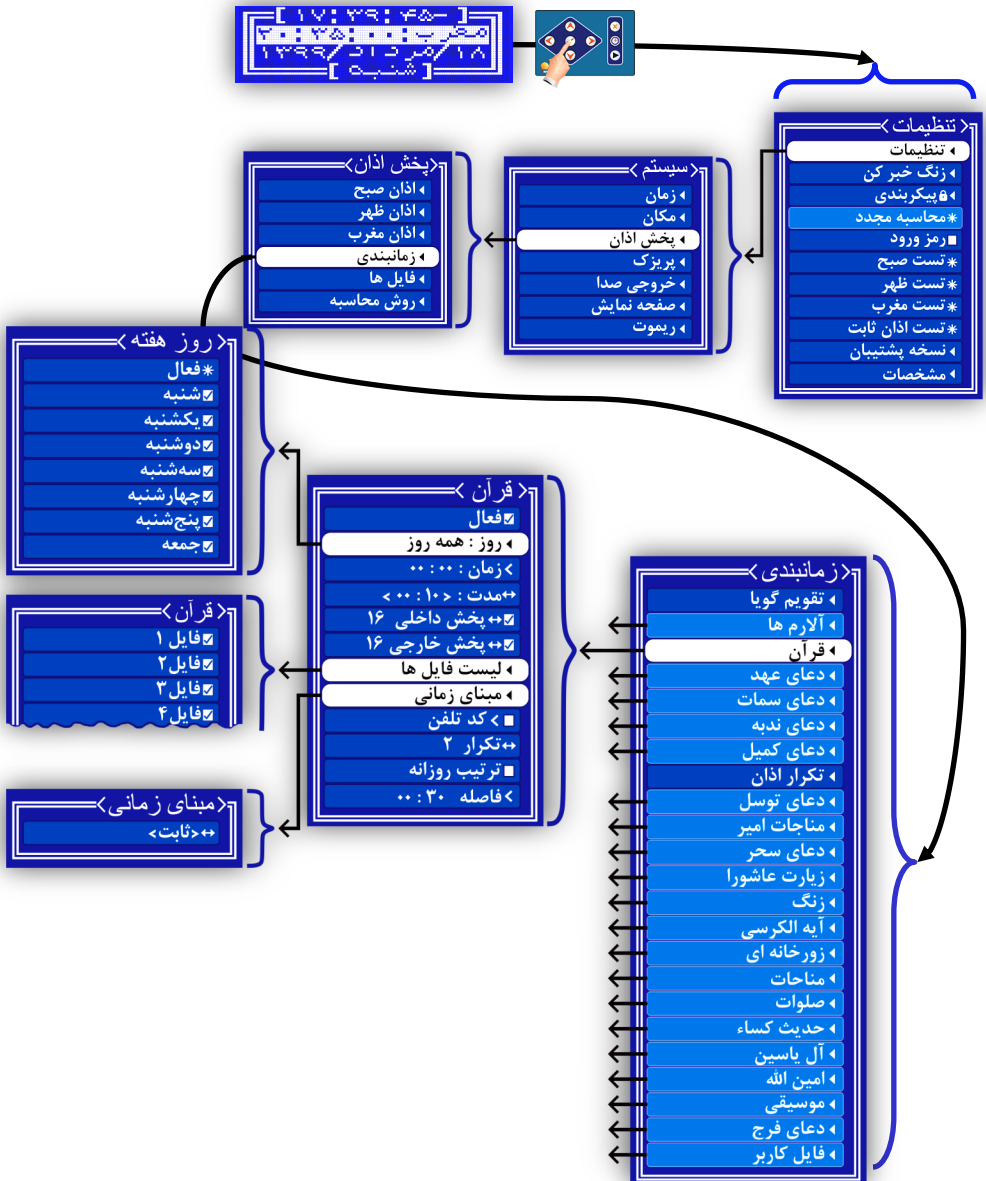 [ ۱۷:۳۹:۴۵- ]
مغرب :۲۰:۳۵:۰۰
۱۸/مرداد/۱۳۹۹
[ شنبه ]
<تنظیمات>
تنظیمات
زنگ خبر کن
پیکربندی
*محاسبه مجدد
رمز ورود
*تست صبح
*تست ظهر
*تست مغرب
*تست اذان ثابت
نسخه پشتیبان
مشخصات
<سیستم>
زمان
مکان
پخش اذان
پریزک
خروجی صدا
صفحه نمایش
ریموت
<پخش اذان>
اذان صبح
اذان ظهر
اذان مغرب
زمانبندی
فایل ها
روش محاسبه
<زمانبندی>
تقویم گویا
آلارم ها
قرآن
دعای عهد
دعای سمات
دعای ندبه
دعای کمیل
تکرار اذان
دعای توسل
مناجات امیر
دعای سحر
زیارت عاشورا
زنگ
آیه الکرسی
زورخانه ای
مناحات
صلوات
حدیث کساء
آل یاسین
امین الله
موسیقی
دعای فرج
فایل کاربر
<قرآن>
فعال
روز : همه روز
زمان : ۰۰ : ۰۰
↔مدت : <۱۰ : ۰۰>
↔پخش داخلی ۱۶
↔پخش خارجی ۱۶
لیست فایل ها
مبنای زمانی
کد تلفن
↔تکرار ۲
ترتیب روزانه
فاصله ۳۰ : ۰۰
<روز هفته>
*فعال
شنبه
یکشنبه
دوشنبه
سه‌شنبه
چهارشنبه
پنج‌شنبه
جمعه
<قرآن>
فایل ۱
فایل ۲
فایل ۳
فایل ۴
<مبنای زمانی>
↔<ثابت>